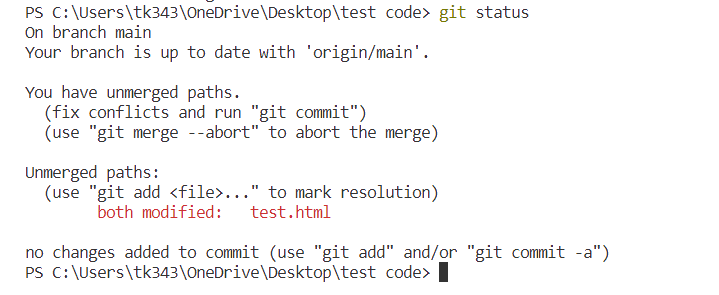 PS C:\Users\tk343\OneDrive\Desktop\test code> git status
On branch main
Your branch is up to date with 'origin/main'.

You have unmerged paths.
  (fix conflicts and run "git commit")
  (use "git merge --abort" to abort the merge)

Unmerged paths:
  (use "git add <file>..." to mark resolution)
        both modified:   test.html

no changes added to commit (use "git add" and/or "git commit -a")
PS C:\Users\tk343\OneDrive\Desktop\test code>